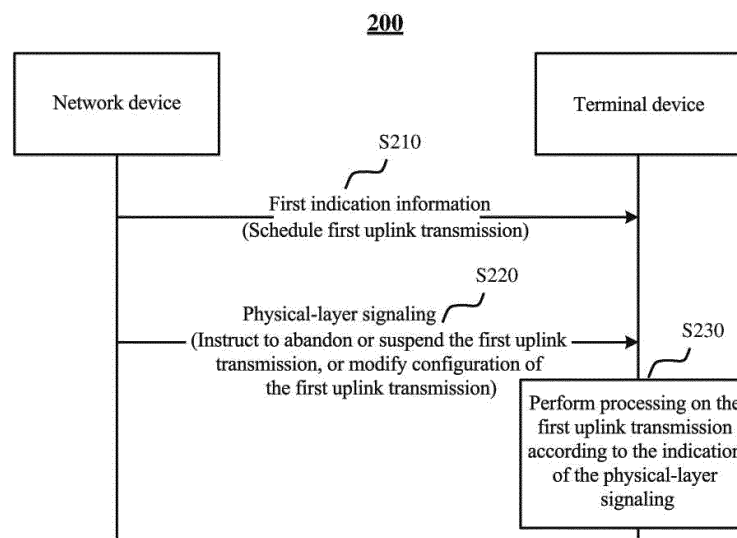 200
Network device
Terminal device
S210
First indication information
(Schedule first uplink transmission)
S220
Physical-layer signaling
(Instruct to abandon or suspend the first uplink
transmission, or modify configuration of
the first uplink transmission)
S230
Perform processing on the
first uplink transmission
according to the indication
of the physical-layer
signaling